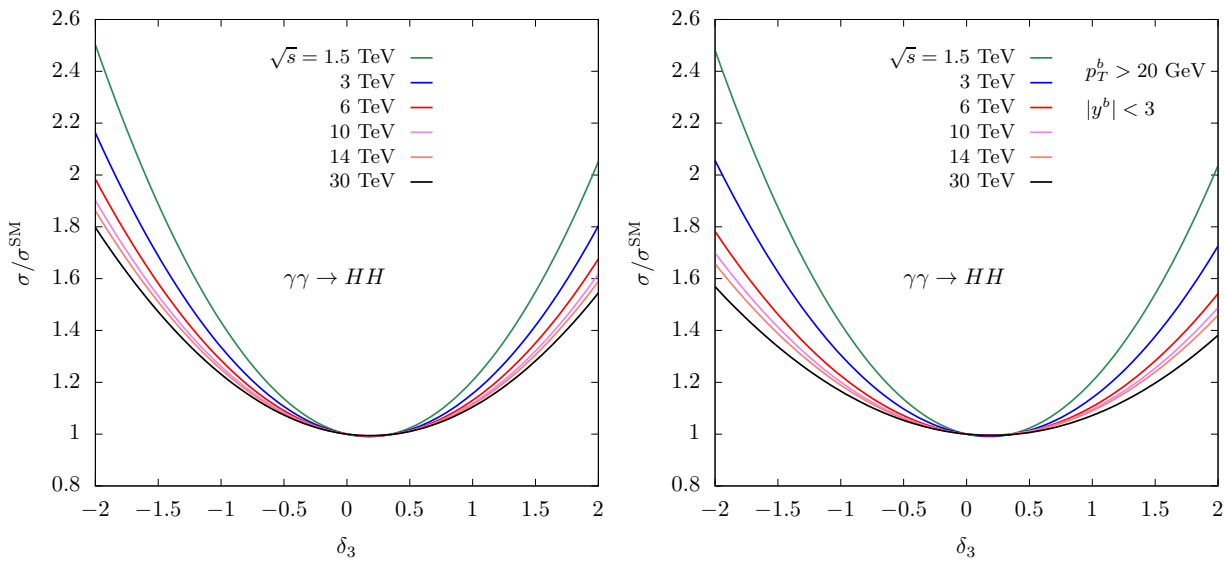 2.6
2.4
2.2
2
1.8
1.6
1.4
1.2
1
0.8
σ/σ^SM
√s = 1.5 TeV
3 TeV
6 TeV
10 TeV
14 TeV
30 TeV
γγ → HH
−2 −1.5 −1 −0.5 0 0.5 1 1.5 2
δ₃
2.6
2.4
2.2
2
1.8
1.6
1.4
1.2
1
0.8
σ/σ^SM
√s = 1.5 TeV
3 TeV
6 TeV
10 TeV
14 TeV
30 TeV
p_T^b > 20 GeV
|y^b| < 3
γγ → HH
−2 −1.5 −1 −0.5 0 0.5 1 1.5 2
δ₃